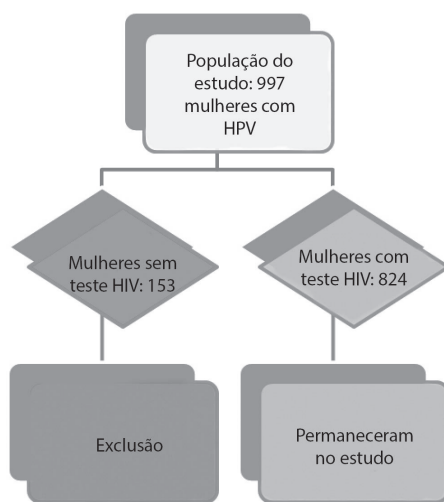 População do
estudo: 997
mulheres com
HPV
Mulheres sem
teste HIV: 153
Mulheres com
teste HIV: 824
Exclusão
Permaneceram
no estudo